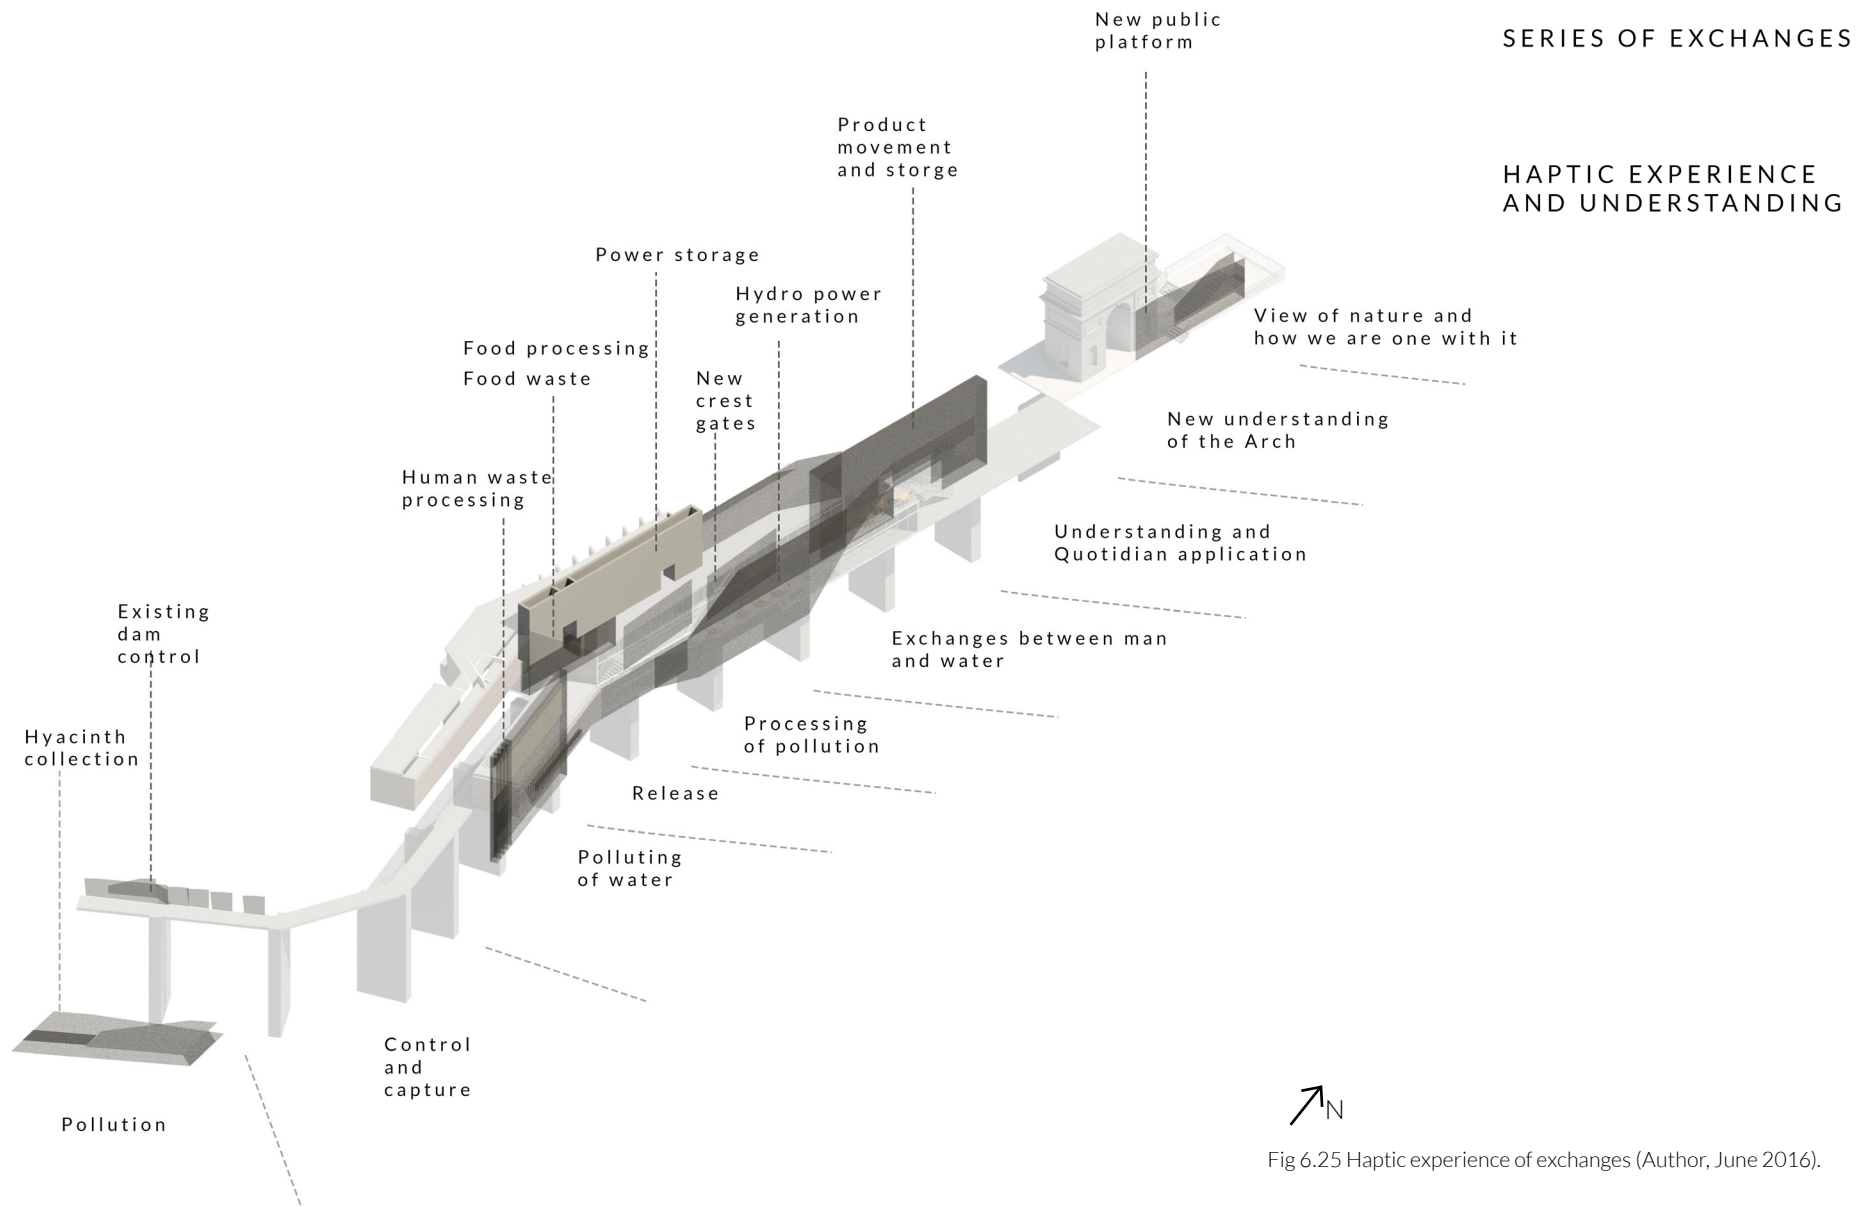 New public
platform
SERIES OF EXCHANGES
Product
movement
and storge
HAPTIC EXPERIENCE
AND UNDERSTANDING
Power storage
Hydro power
generation
View of nature and
how we are one with it
Food processing
Food waste
New
crest
gates
New understanding
of the Arch
Human waste
processing
Understanding and
Quotidian application
Existing
dam
control
Exchanges between man
and water
Hyacinth
collection
Processing
of pollution
Release
Polluting
of water
Control
and
capture
Pollution
N
Fig 6.25 Haptic experience of exchanges (Author, June 2016).